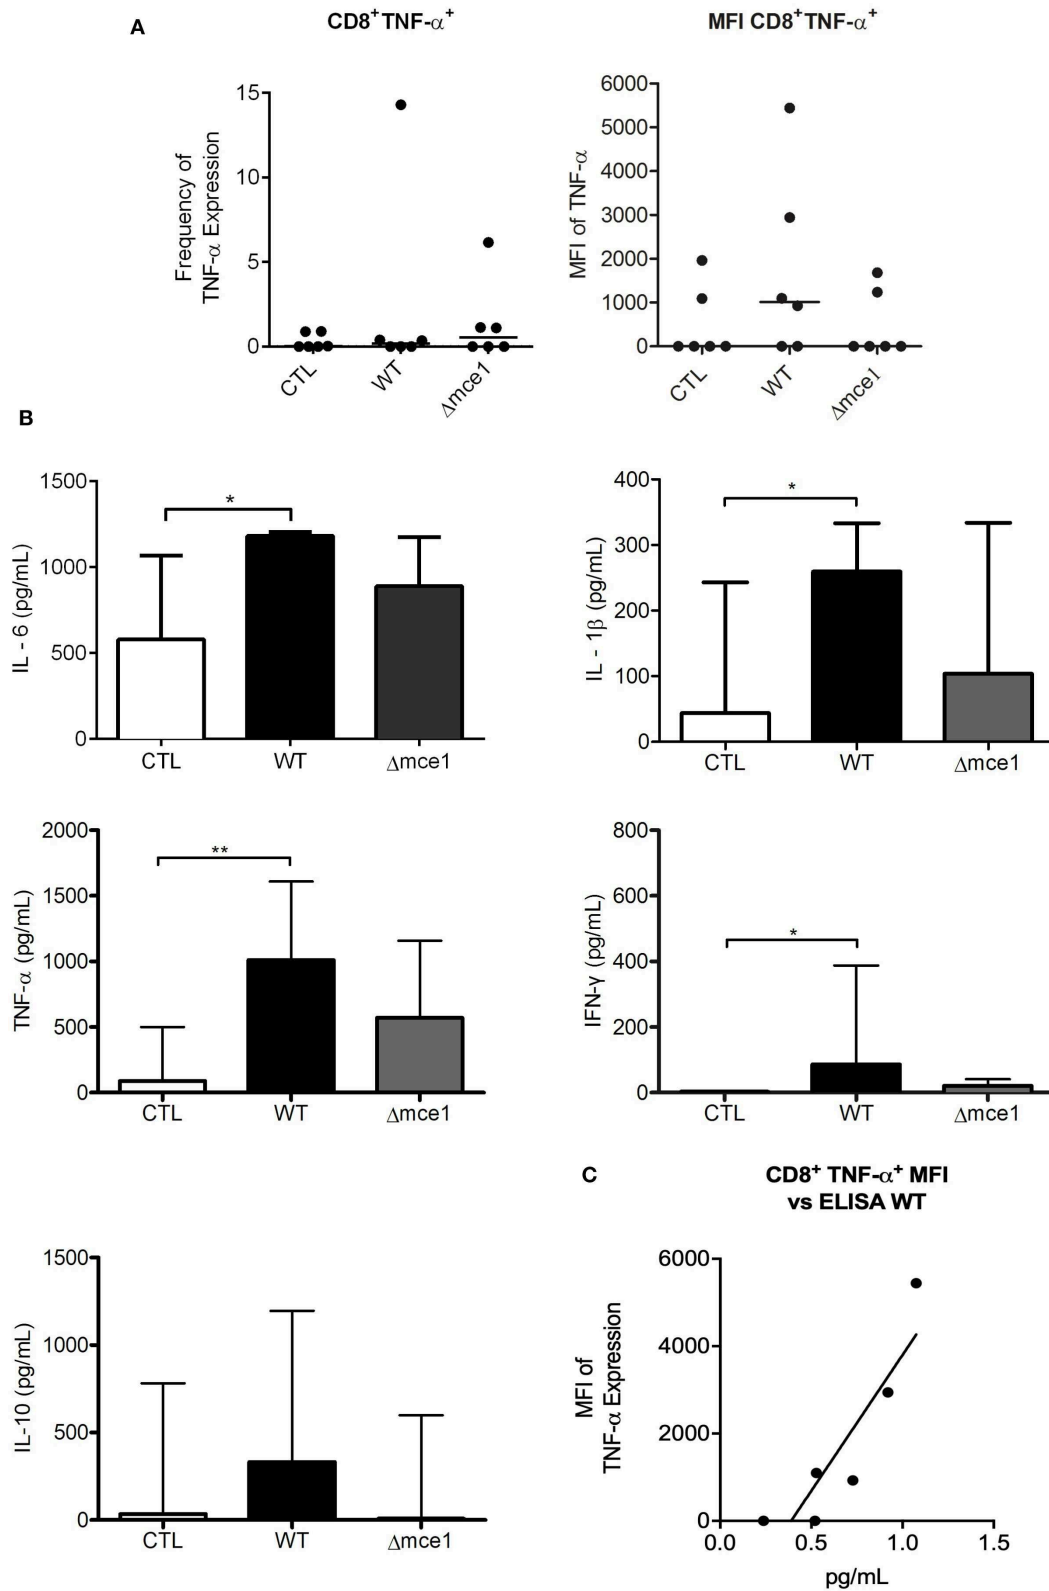 A
CD8+TNF-α+
MFI CD8+TNF-α+
Frequency of
TNF-α Expression
15
10
5
0
CTL
WT
Δmce1
MFI of TNF-α
6000
5000
4000
3000
2000
1000
0
CTL
WT
Δmce1
B
IL - 6 (pg/mL)
1500
1000
500
0
*
CTL
WT
Δmce1
IL - 1β (pg/mL)
400
300
200
100
0
*
CTL
WT
Δmce1
TNF-α (pg/mL)
2000
1500
1000
500
0
**
CTL
WT
Δmce1
IFN-γ (pg/mL)
800
600
400
200
0
*
CTL
WT
Δmce1
IL-10 (pg/mL)
1500
1000
500
0
CTL
WT
Δmce1
C
CD8+ TNF-α+ MFI
vs ELISA WT
MFI of
TNF-α Expression
6000
4000
2000
0
0.0
0.5
1.0
1.5
pg/mL